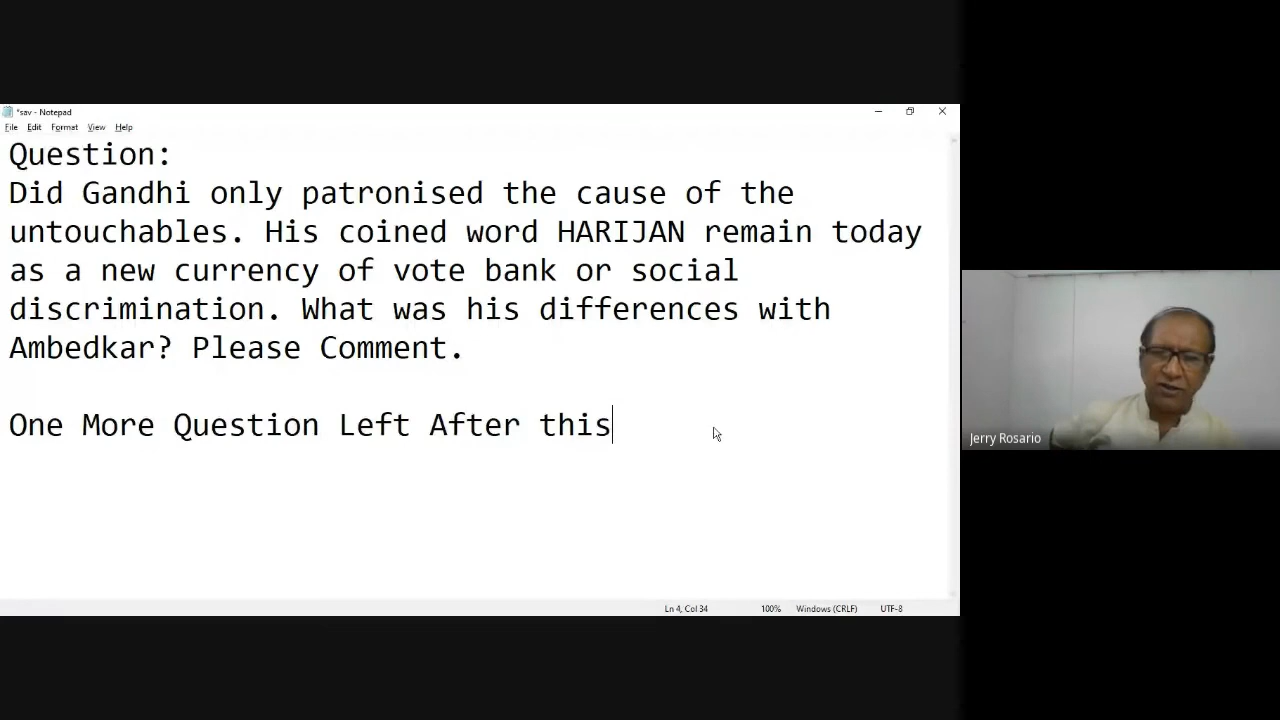 *sav - Notepad
File Edit Format View Help
Question:
Did Gandhi only patronised the cause of the
untouchables. His coined word HARIJAN remain today
as a new currency of vote bank or social
discrimination. What was his differences with
Ambedkar? Please Comment.
One More Question Left After this
Jerry Rosario
Ln 4, Col 34 100% Windows (CRLF) UTF-8